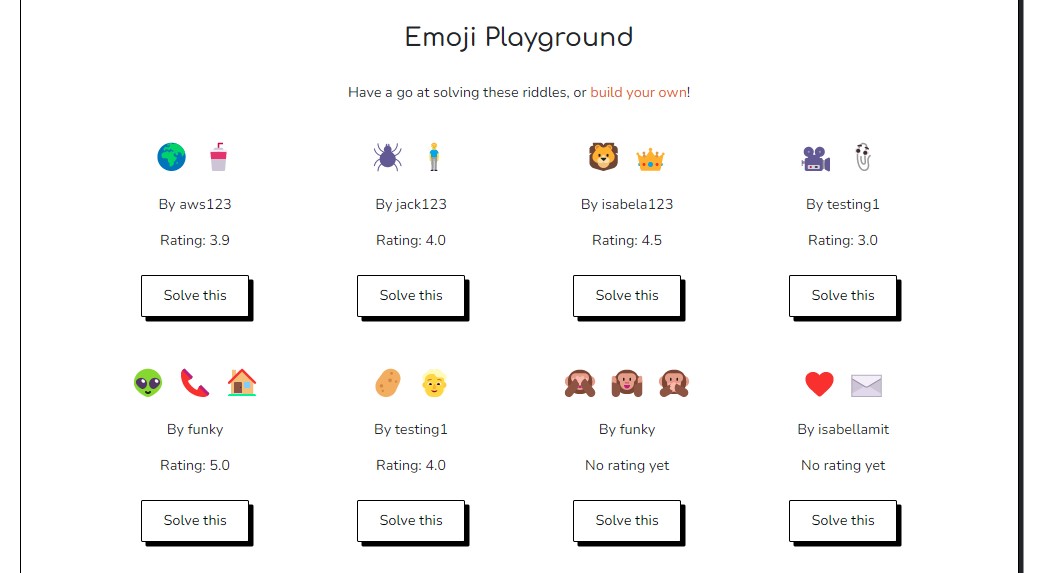 Emoji Playground
Have a go at solving these riddles, or build your own!
By aws123
Rating: 3.9
Solve this
By jack123
Rating: 4.0
Solve this
By isabela123
Rating: 4.5
Solve this
By testing1
Rating: 3.0
Solve this
By funky
Rating: 5.0
Solve this
By testing1
Rating: 4.0
Solve this
By funky
No rating yet
Solve this
By isabellamit
No rating yet
Solve this